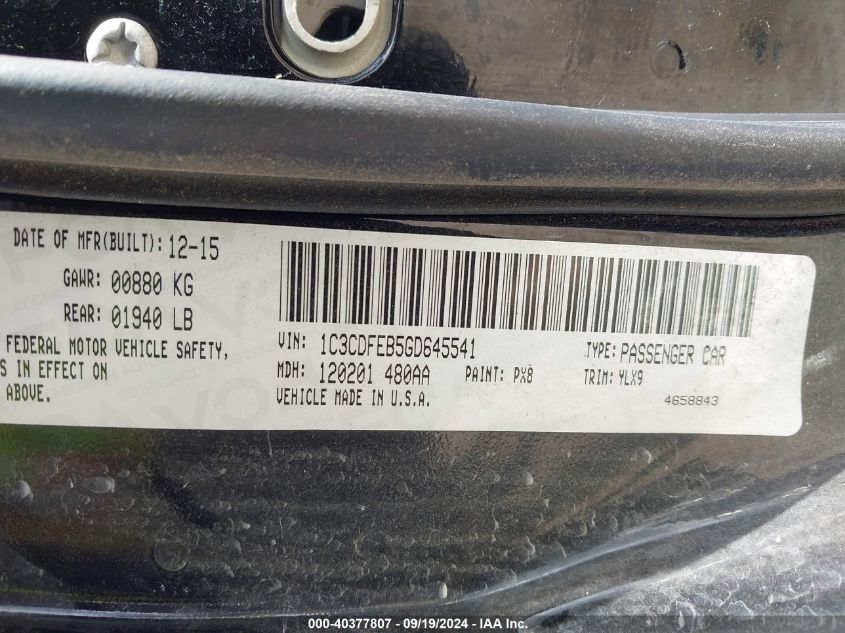 DATE OF MFR(BUILT): 12-15
GAWR: 00880 KG
REAR: 01940 LB
FEDERAL MOTOR VEHICLE SAFETY,
S IN EFFECT ON
ABOVE.
VIN: 1C3CDFEB5GD645541
TYPE: PASSENGER CAR
MDH: 120201 480AA
PAINT: PX8
TRIM: YLX9
VEHICLE MADE IN U.S.A.
4658843
000-40377807 - 09/19/2024 - IAA Inc.